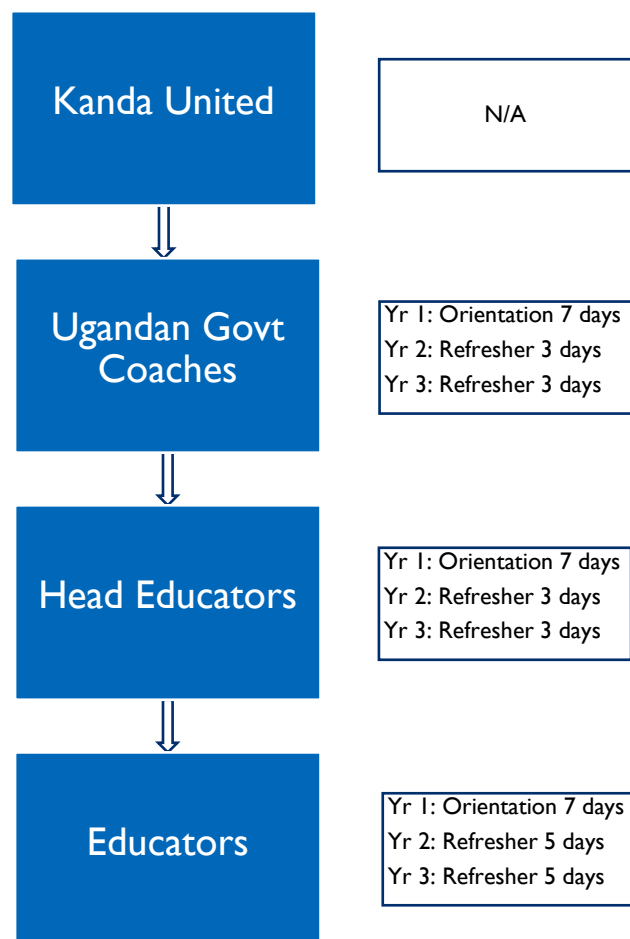 Kanda United
N/A
Ugandan Govt
Coaches
Yr 1: Orientation 7 days
Yr 2: Refresher 3 days
Yr 3: Refresher 3 days
Head Educators
Yr 1: Orientation 7 days
Yr 2: Refresher 3 days
Yr 3: Refresher 3 days
Educators
Yr 1: Orientation 7 days
Yr 2: Refresher 5 days
Yr 3: Refresher 5 days